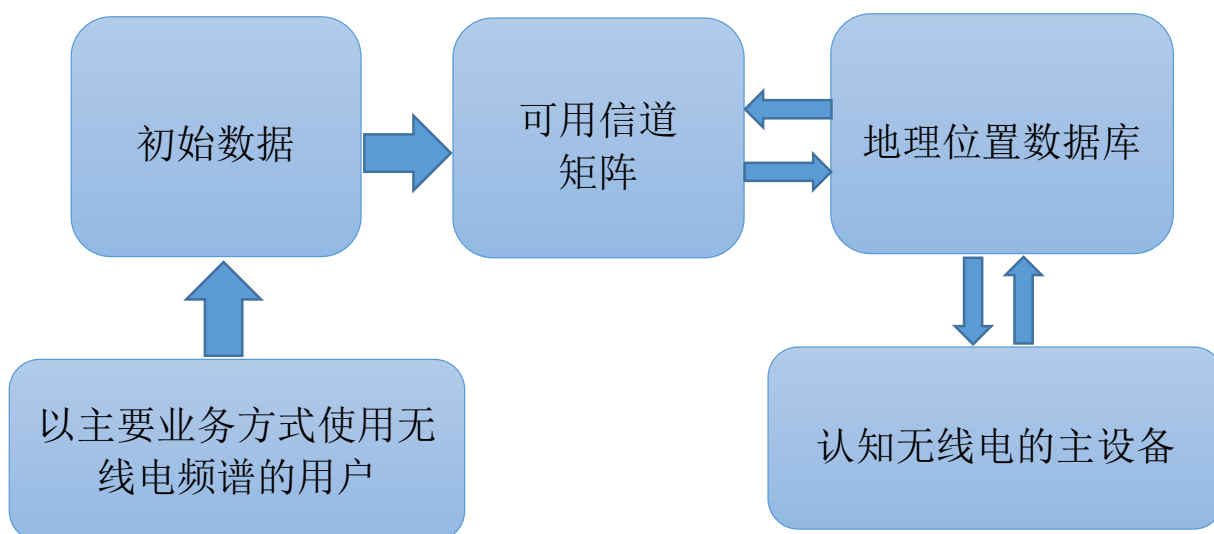 初始数据
可用信道
矩阵
地理位置数据库
以主要业务方式使用无
线电频谱的用户
认知无线电的主设备